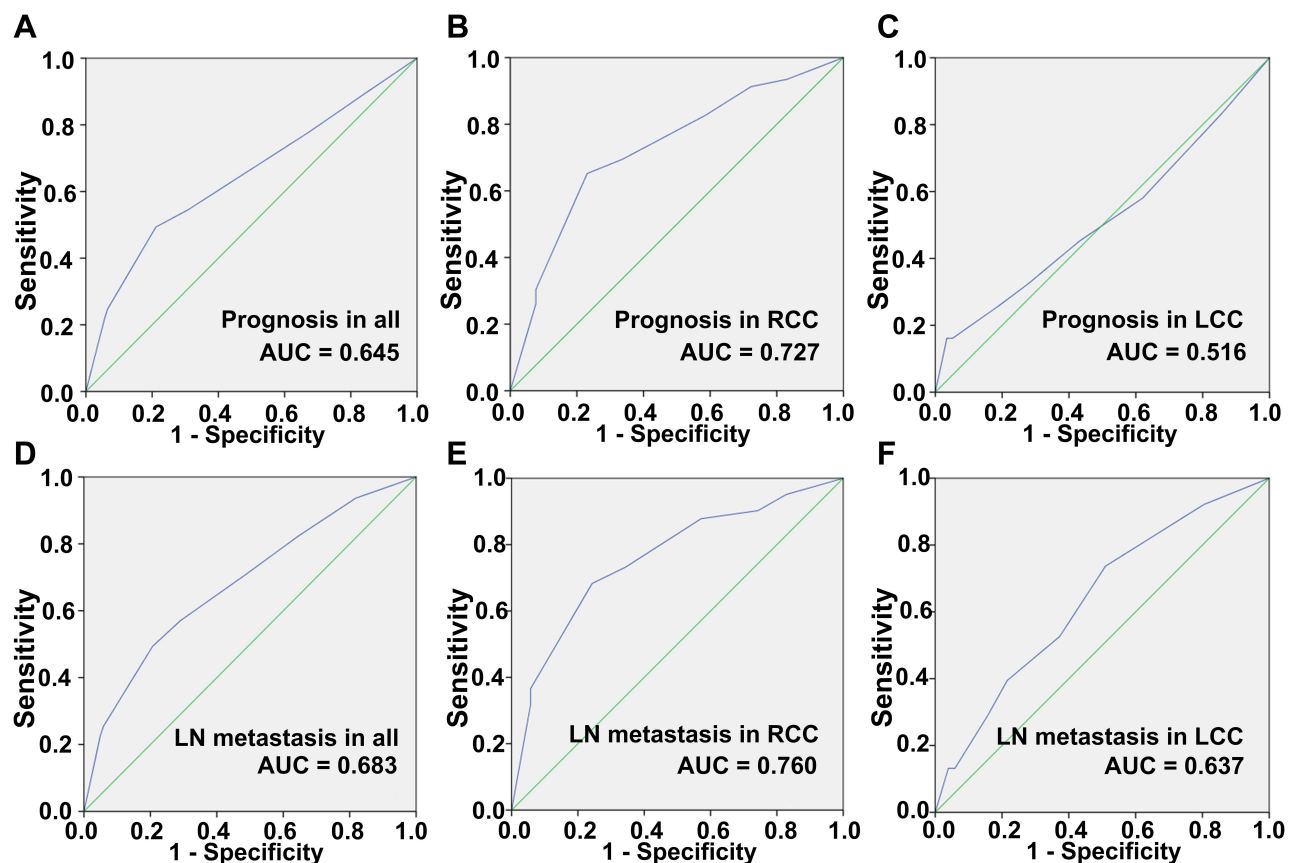 A
1.0
0.8
0.6
0.4
0.2
0.0
Sensitivity
Prognosis in all
AUC = 0.645
0.0 0.2 0.4 0.6 0.8 1.0
1 - Specificity
B
1.0
0.8
0.6
0.4
0.2
0.0
Sensitivity
Prognosis in RCC
AUC = 0.727
0.0 0.2 0.4 0.6 0.8 1.0
1 - Specificity
C
1.0
0.8
0.6
0.4
0.2
0.0
Sensitivity
Prognosis in LCC
AUC = 0.516
0.0 0.2 0.4 0.6 0.8 1.0
1 - Specificity
D
1.0
0.8
0.6
0.4
0.2
0.0
Sensitivity
LN metastasis in all
AUC = 0.683
0.0 0.2 0.4 0.6 0.8 1.0
1 - Specificity
E
1.0
0.8
0.6
0.4
0.2
0.0
Sensitivity
LN metastasis in RCC
AUC = 0.760
0.0 0.2 0.4 0.6 0.8 1.0
1 - Specificity
F
1.0
0.8
0.6
0.4
0.2
0.0
Sensitivity
LN metastasis in LCC
AUC = 0.637
0.0 0.2 0.4 0.6 0.8 1.0
1 - Specificity